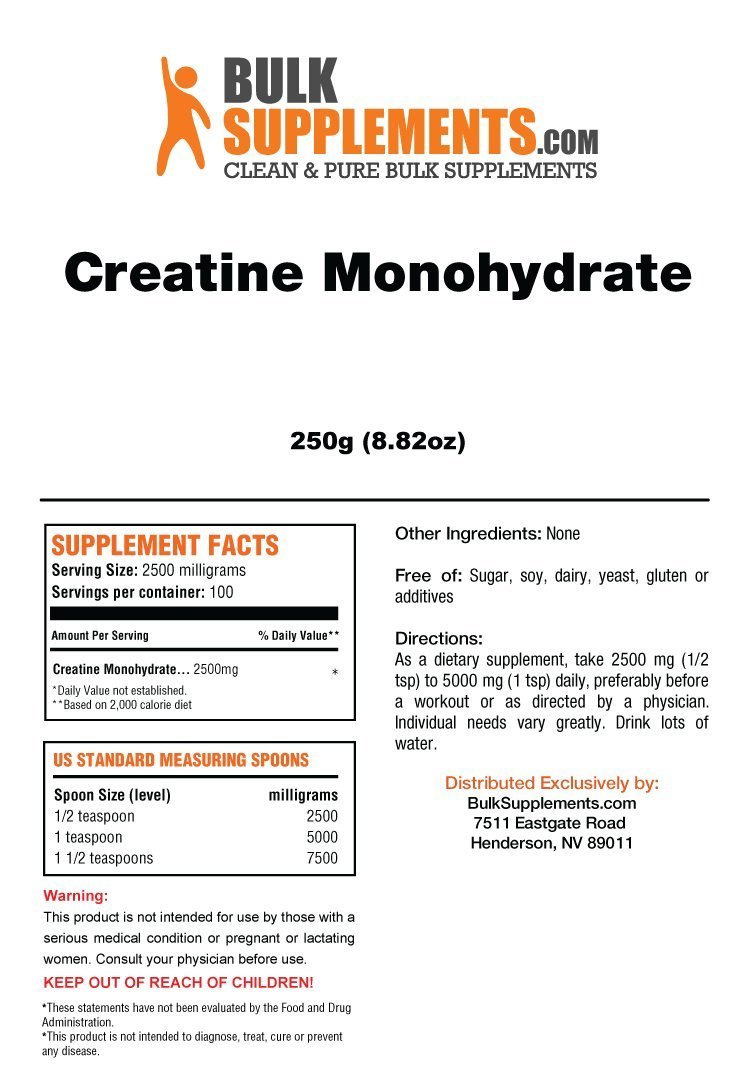 BULK
SUPPLEMENTS.COM
CLEAN & PURE BULK SUPPLEMENTS
Creatine Monohydrate
250g (8.82oz)
SUPPLEMENT FACTS
Serving Size: 2500 milligrams
Servings per container: 100
Amount Per Serving % Daily Value**
Creatine Monohydrate... 2500mg *
*Daily Value not established.
**Based on 2,000 calorie diet
US STANDARD MEASURING SPOONS
Spoon Size (level) milligrams
1/2 teaspoon 2500
1 teaspoon 5000
1 1/2 teaspoons 7500
Warning:
This product is not intended for use by those with a
serious medical condition or pregnant or lactating
women. Consult your physician before use.
KEEP OUT OF REACH OF CHILDREN!
*These statements have not been evaluated by the Food and Drug
Administration.
*This product is not intended to diagnose, treat, cure or prevent
any disease.
Other Ingredients: None
Free of: Sugar, soy, dairy, yeast, gluten or
additives
Directions:
As a dietary supplement, take 2500 mg (1/2
tsp) to 5000 mg (1 tsp) daily, preferably before
a workout or as directed by a physician.
Individual needs vary greatly. Drink lots of
water.
Distributed Exclusively by:
BulkSupplements.com
7511 Eastgate Road
Henderson, NV 89011